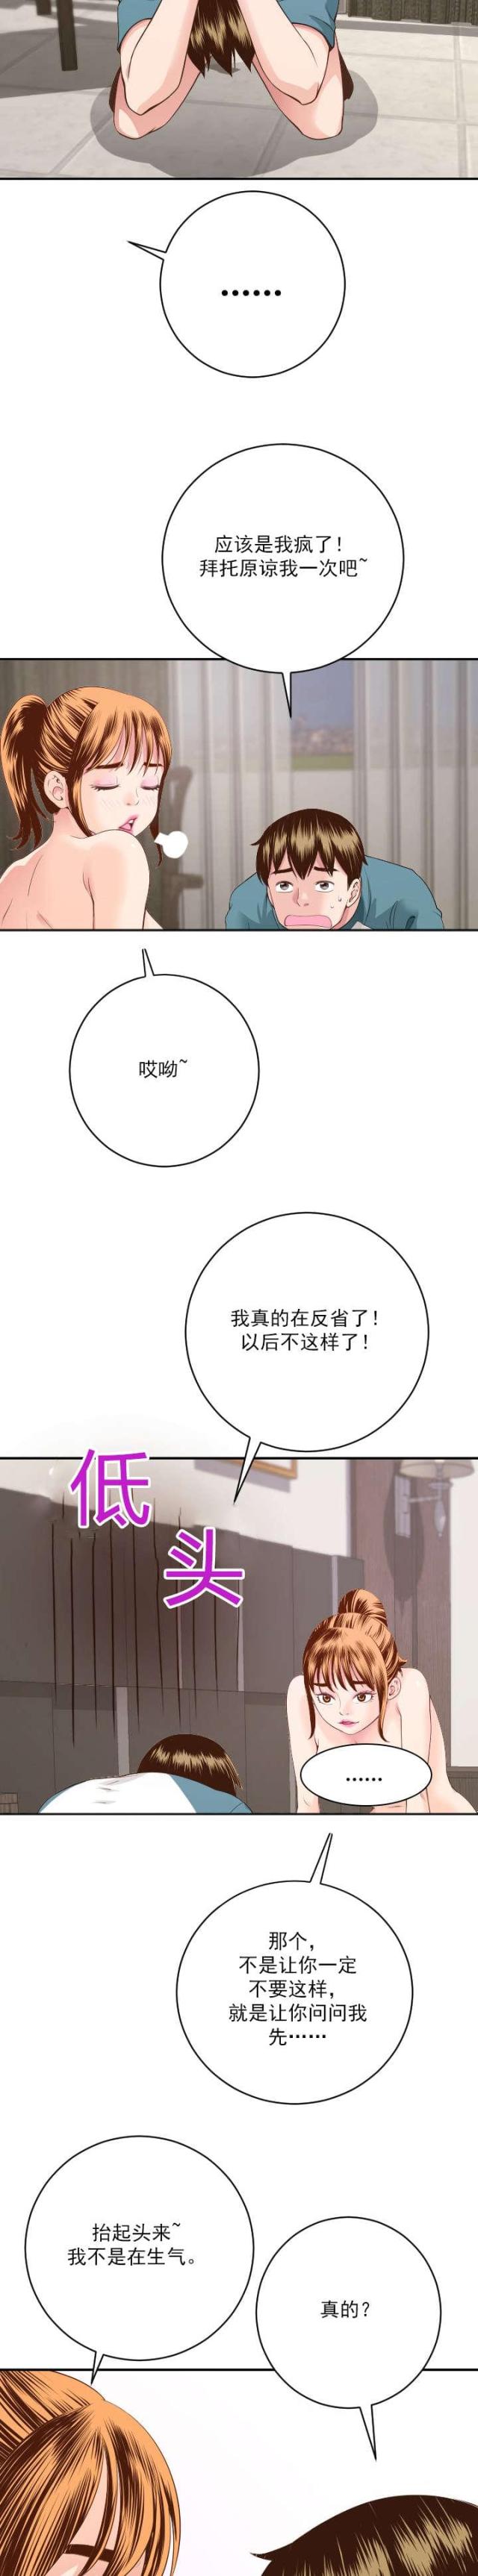 ······
应该是我疯了！
拜托原谅我一次吧~
哎呦~
我真的在反省了！
以后不这样了！
低
头
······
那个，
不是让你一定
不要这样，
就是让你问问我
先······
抬起头来~
我不是在生气。
真的？